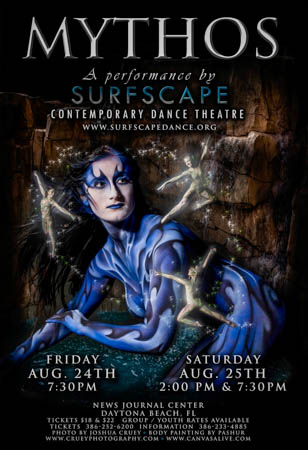 MYTHOS
A performance by
SURFSCAPE
CONTEMPORARY DANCE THEATRE
WWW.SURFSCAPEDANCE.ORG
FRIDAY
AUG. 24TH
7:30PM
SATURDAY
AUG. 25TH
2:00 PM & 7:30PM
NEWS JOURNAL CENTER
DAYTONA BEACH, FL
TICKETS $18 & $22 GROUP / YOUTH RATES AVAILABLE
TICKETS 386-252-6200 INFORMATION 386-233-4885
PHOTO BY JOSHUA CRUEY - BODY PAINTING BY PASHUR
WWW.CRUEYPHOTOGRAPHY.COM - WWW.CANVASALIVE.COM